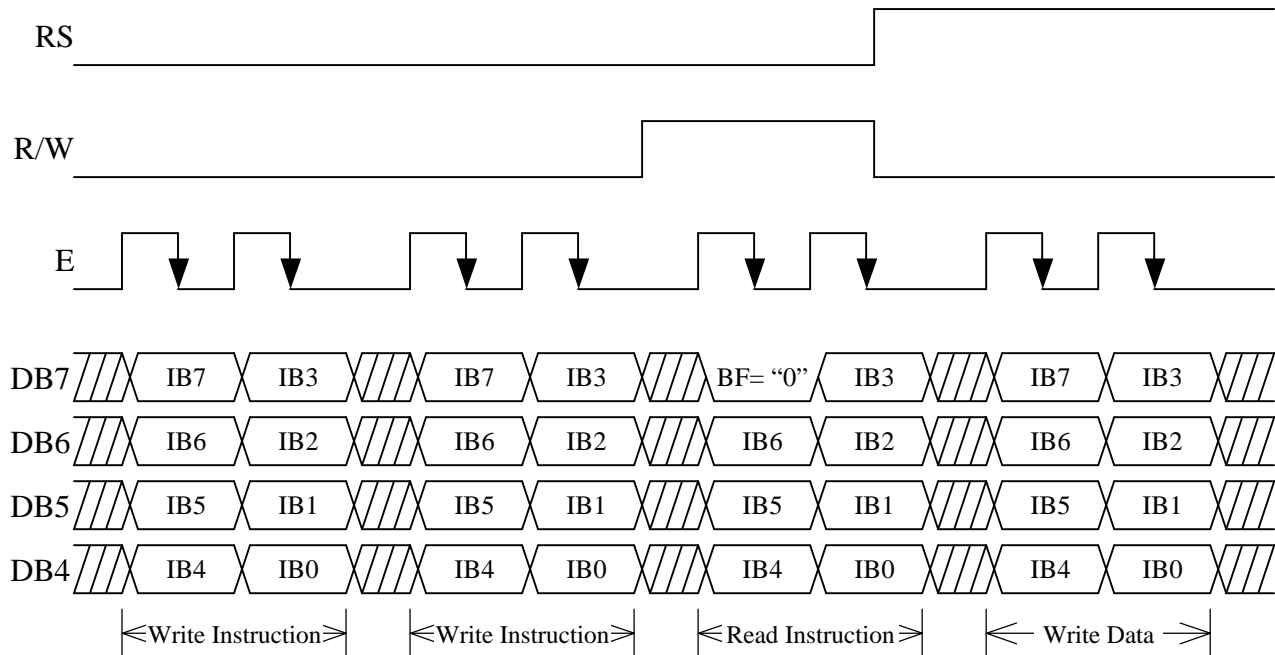 RS
R/W
E
DB7 IB7 IB3 IB7 IB3 BF= “0” IB3 IB7 IB3
DB6 IB6 IB2 IB6 IB2 IB6 IB2 IB6 IB2
DB5 IB5 IB1 IB5 IB1 IB5 IB1 IB5 IB1
DB4 IB4 IB0 IB4 IB0 IB4 IB0 IB4 IB0
Write Instruction Write Instruction Read Instruction Write Data